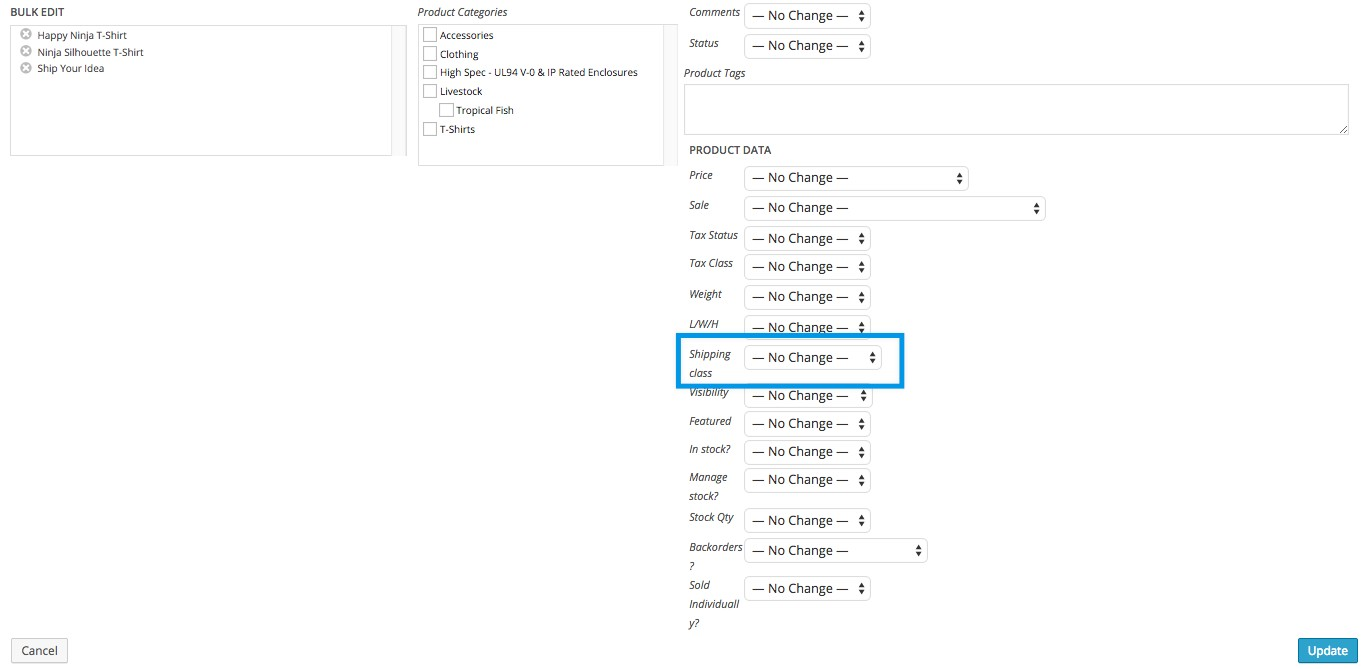 BULK EDIT
Happy Ninja T-Shirt
Ninja Silhouette T-Shirt
Ship Your Idea
Product Categories
Accessories
Clothing
High Spec - UL94 V-0 & IP Rated Enclosures
Livestock
Tropical Fish
T-Shirts
Comments — No Change —
Status — No Change —
Product Tags
PRODUCT DATA
Price — No Change —
Sale — No Change —
Tax Status — No Change —
Tax Class — No Change —
Weight — No Change —
L/W/H — No Change —
Shipping — No Change —
class
Visibility — No Change —
Featured — No Change —
In stock? — No Change —
Manage — No Change —
stock?
Stock Qty — No Change —
Backorders — No Change —
?
Sold — No Change —
Individuall
y?
Cancel Update